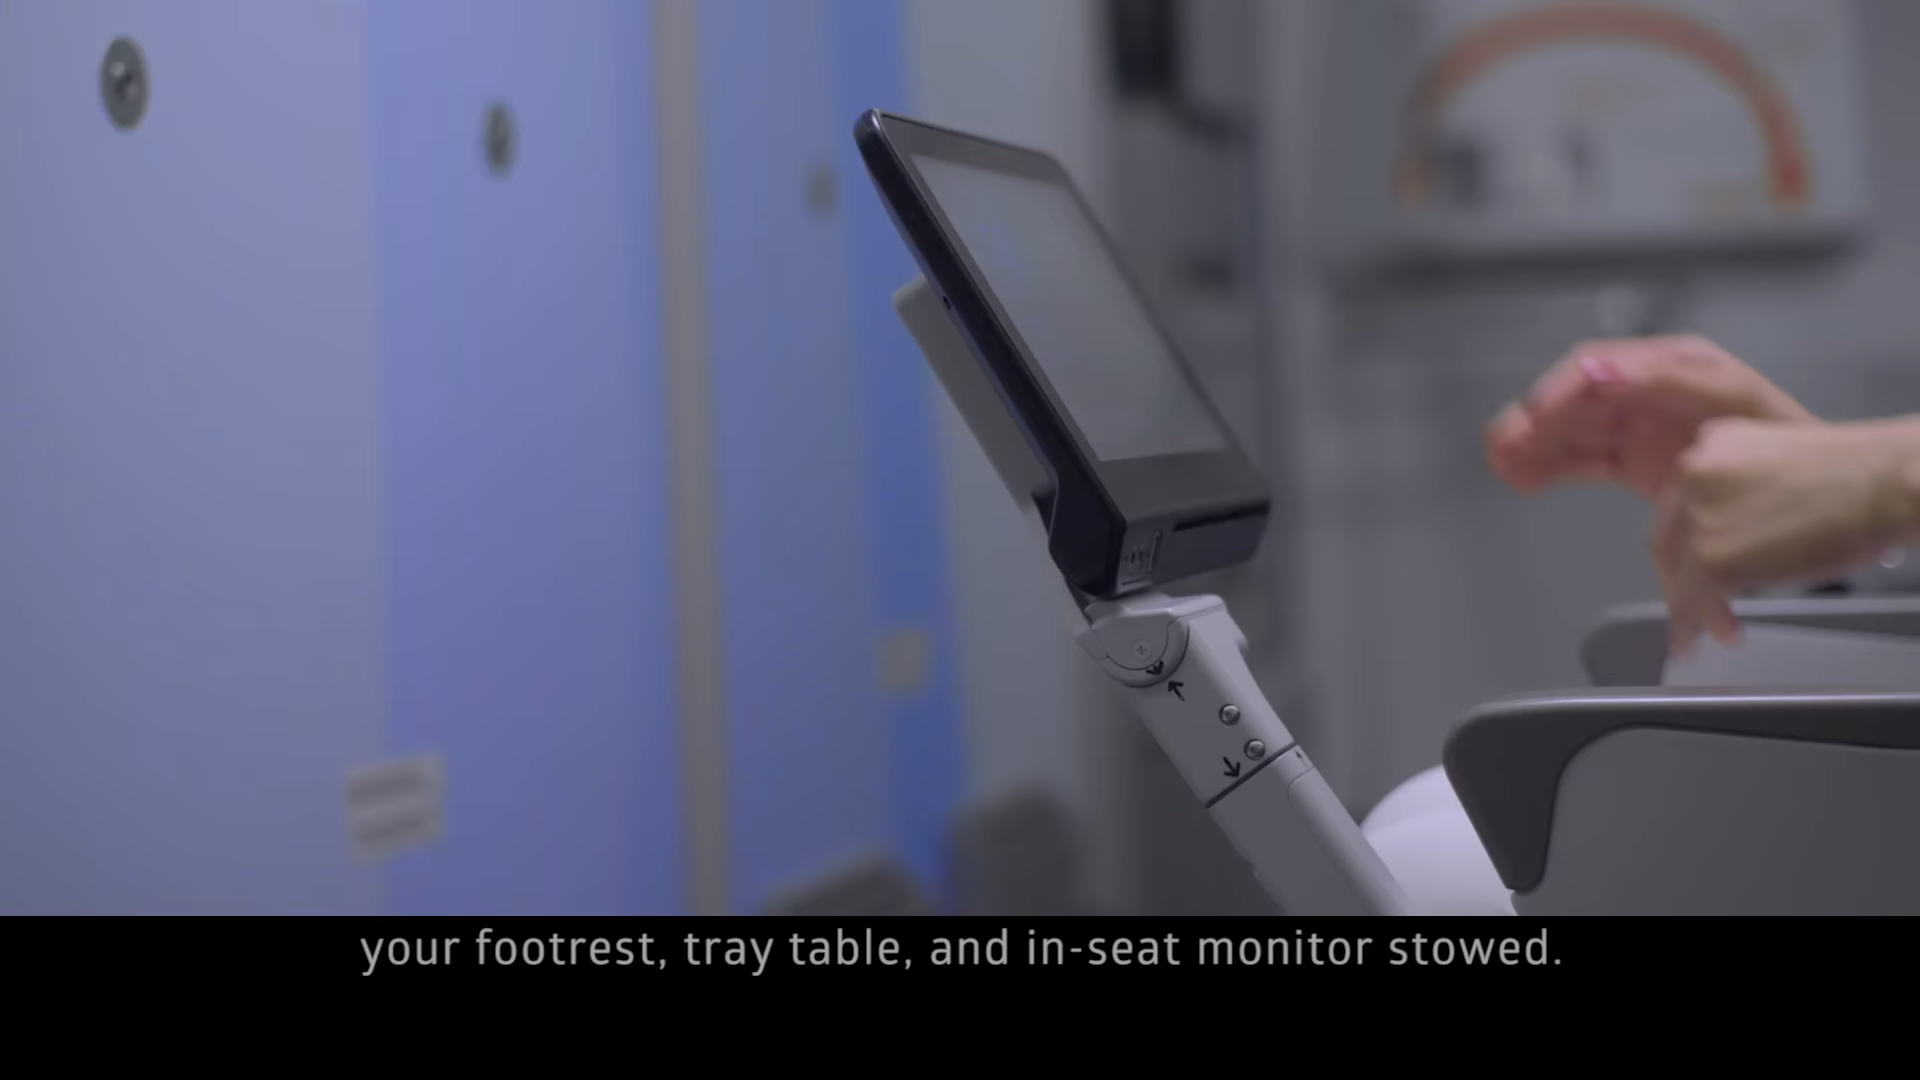 your footrest, tray table, and in-seat monitor stowed.